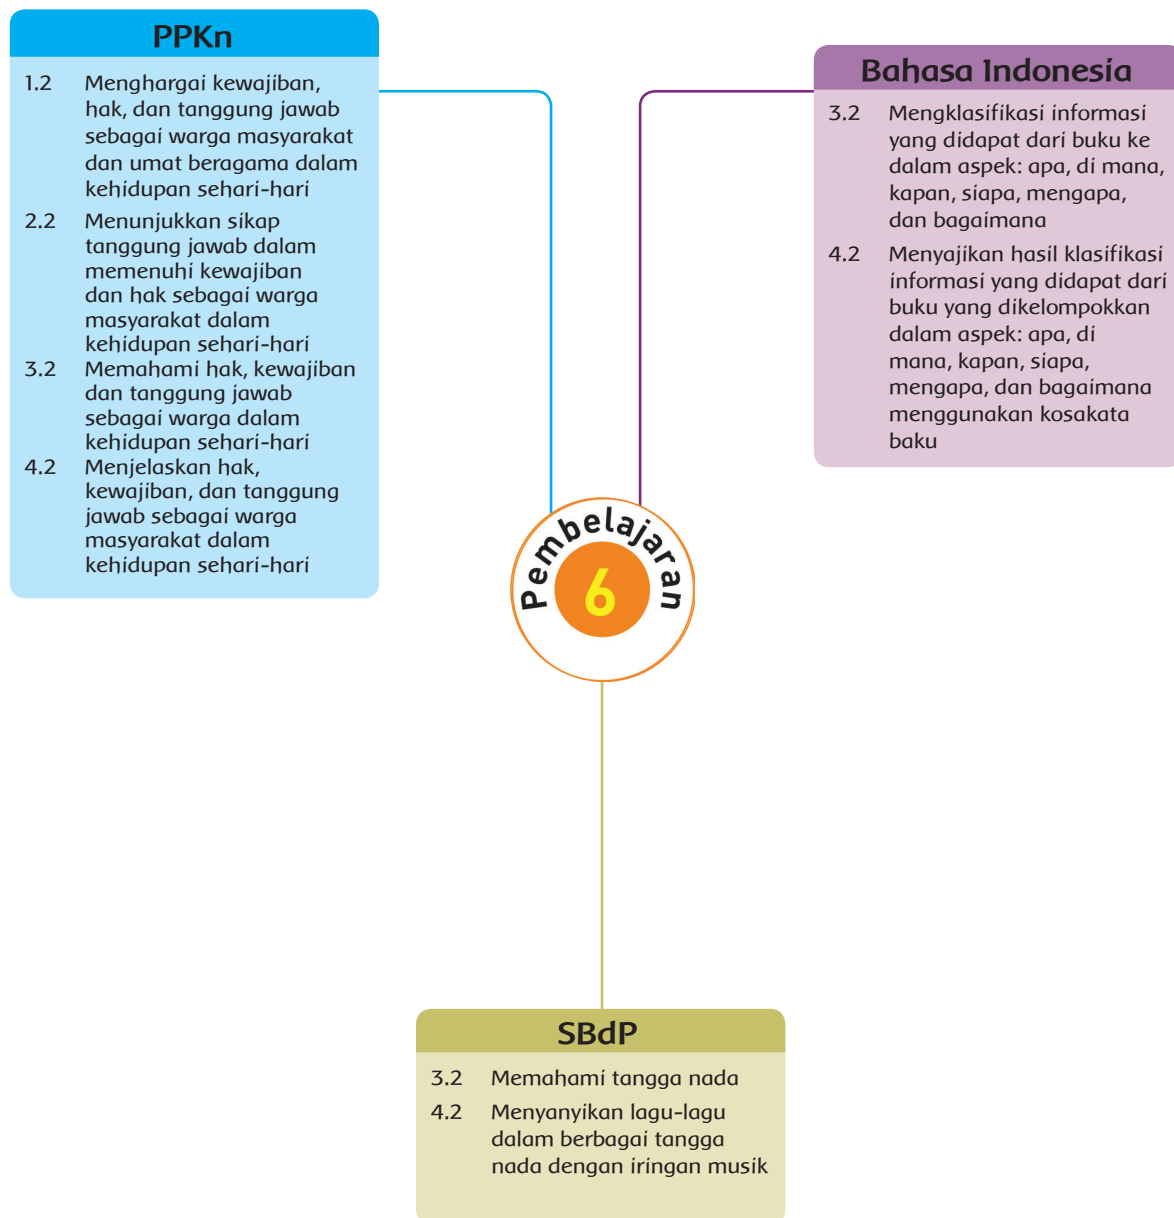 PPKn
1.2 Menghargai kewajiban,
hak, dan tanggung jawab
sebagai warga masyarakat
dan umat beragama dalam
kehidupan sehari-hari
2.2 Menunjukkan sikap
tanggung jawab dalam
memenuhi kewajiban
dan hak sebagai warga
masyarakat dalam
kehidupan sehari-hari
3.2 Memahami hak, kewajiban
dan tanggung jawab
sebagai warga dalam
kehidupan sehari-hari
4.2 Menjelaskan hak,
kewajiban, dan tanggung
jawab sebagai warga
masyarakat dalam
kehidupan sehari-hari
Bahasa Indonesia
3.2 Mengklasifikasi informasi
yang didapat dari buku ke
dalam aspek: apa, di mana,
kapan, siapa, mengapa,
dan bagaimana
4.2 Menyajikan hasil klasifikasi
informasi yang didapat dari
buku yang dikelompokkan
dalam aspek: apa, di
mana, kapan, siapa,
mengapa, dan bagaimana
menggunakan kosakata
baku
Pembelajaran
6
SBdP
3.2 Memahami tangga nada
4.2 Menyanyikan lagu-lagu
dalam berbagai tangga
nada dengan iringan musik